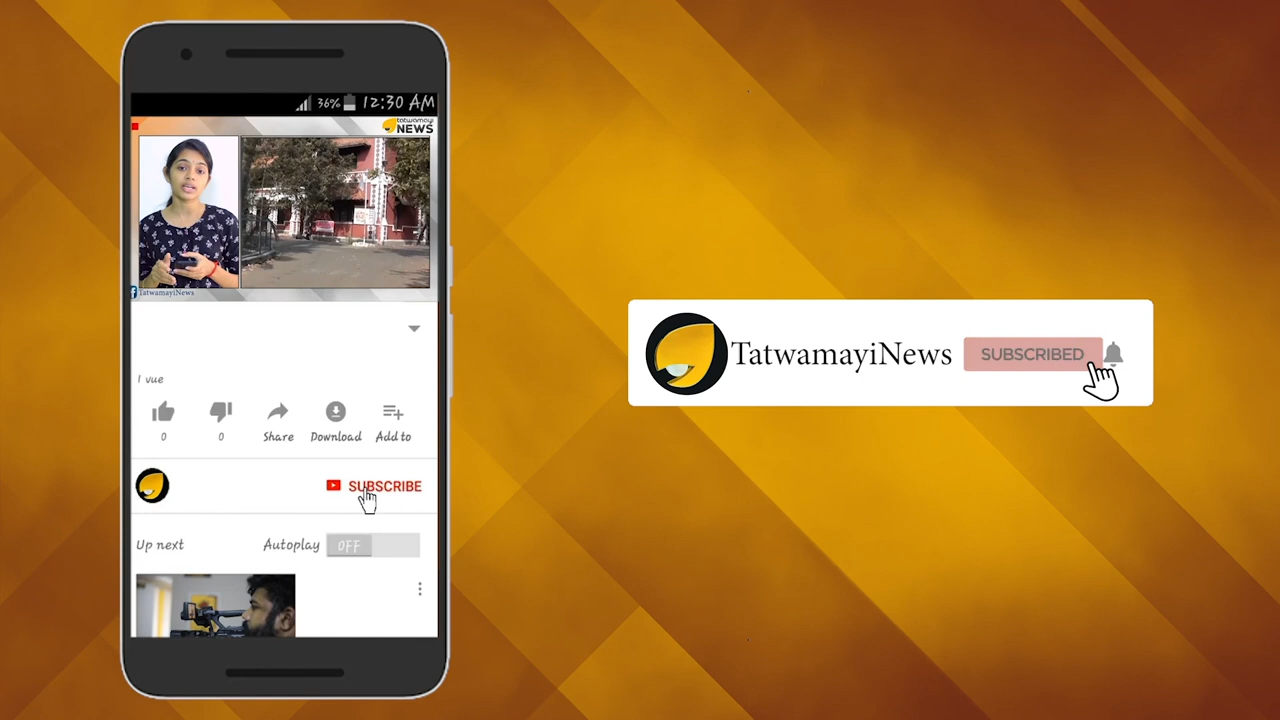 36% 12:30 AM
tatwamayi
NEWS
TatwamayiNews
1 vue
0
0
Share
Download
Add to
SUBSCRIBE
Up next
Autoplay
OFF
TatwamayiNews
SUBSCRIBED